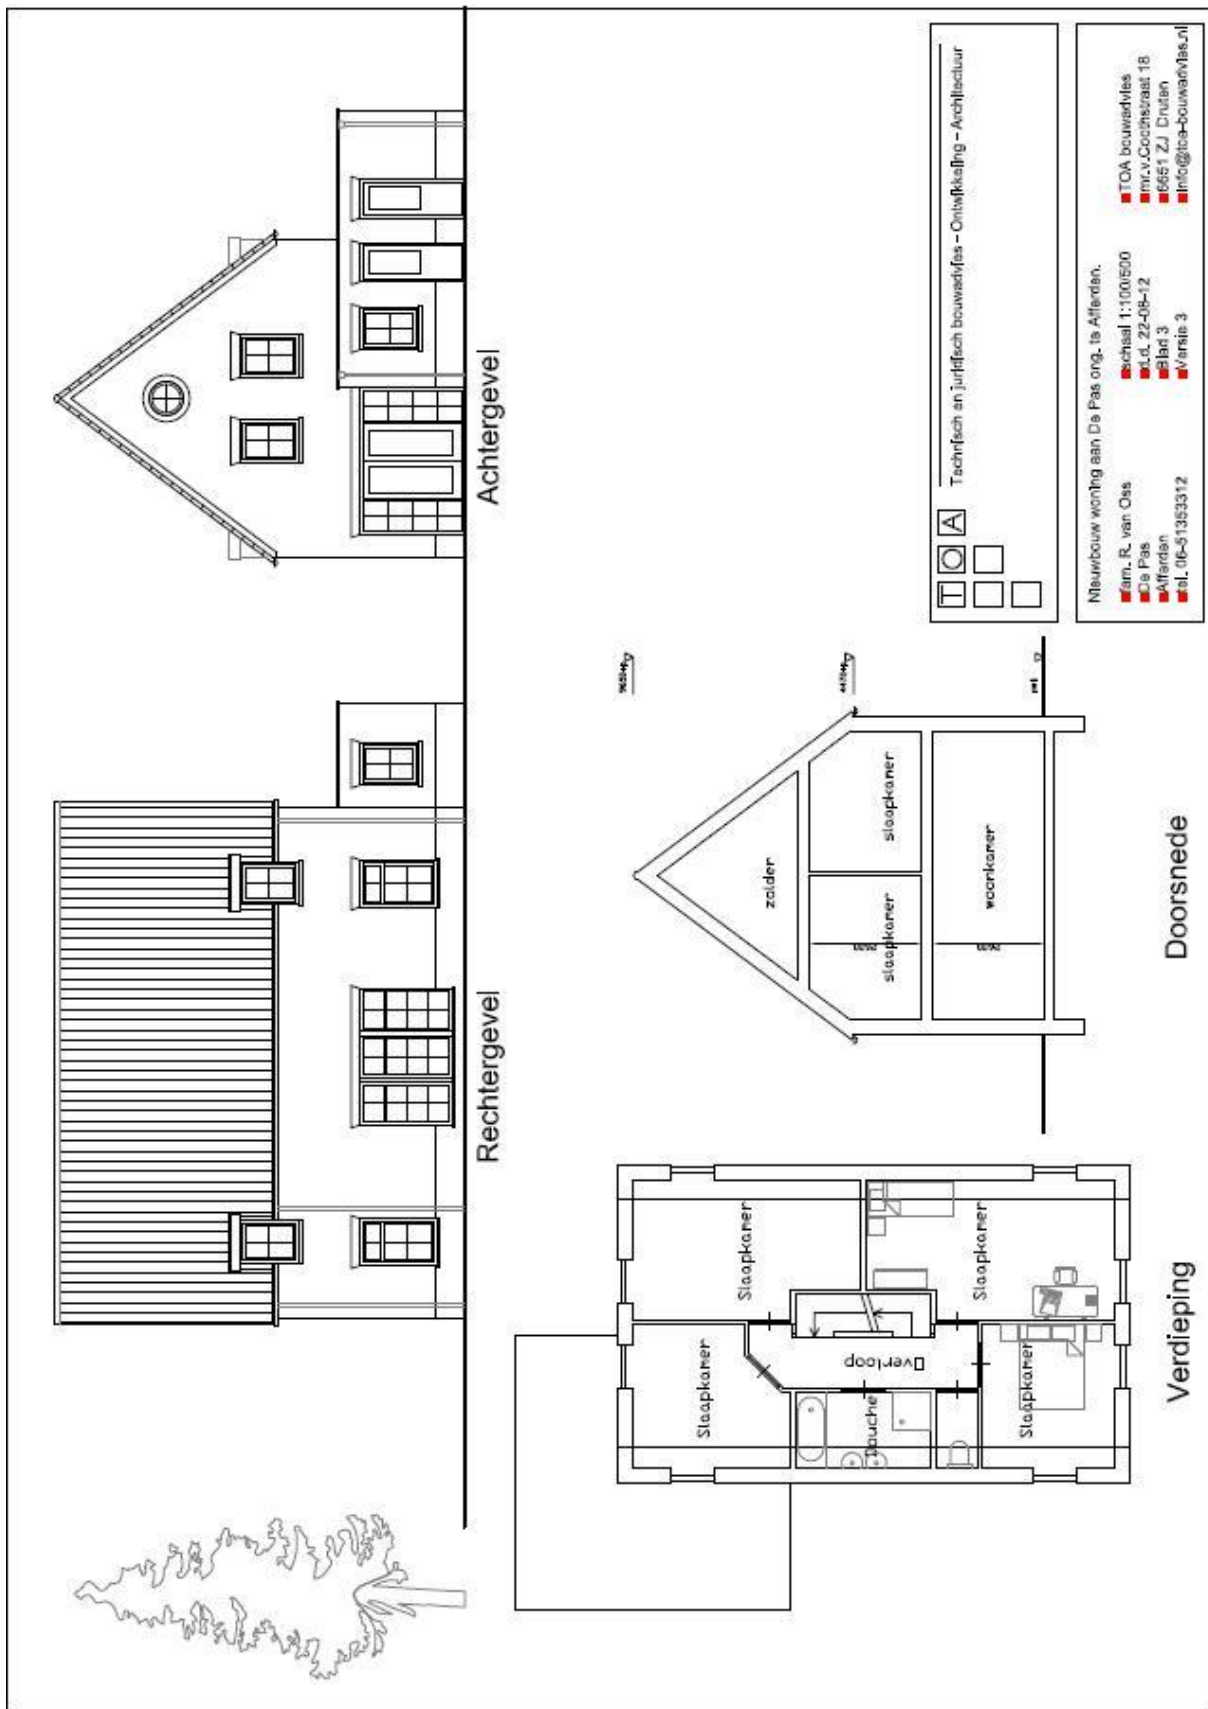 Rechtergevel
Achtergevel
Verdieping
Slaapkamer
Slaapkamer
Slaapkamer
Slaapkamer
Overloop
Douche
Doorsnede
zolder
slaapkamer
slaapkamer
woonkamer
2600
2600
peil
T O A
Technisch en juridisch bouwadvies - Ontwikkeling - Architectuur
Nieuwbouw woning aan De Pas ong. te Afferden.
fam. R. van Oss
De Pas
Afferden
tel. 06-51353312
schaal 1:100/500
d.d. 22-08-12
Blad 3
Versie 3
TOA bouwadvies
mr.v.Coothstraat 18
6651 ZJ Druten
info@toa-bouwadvies.nl